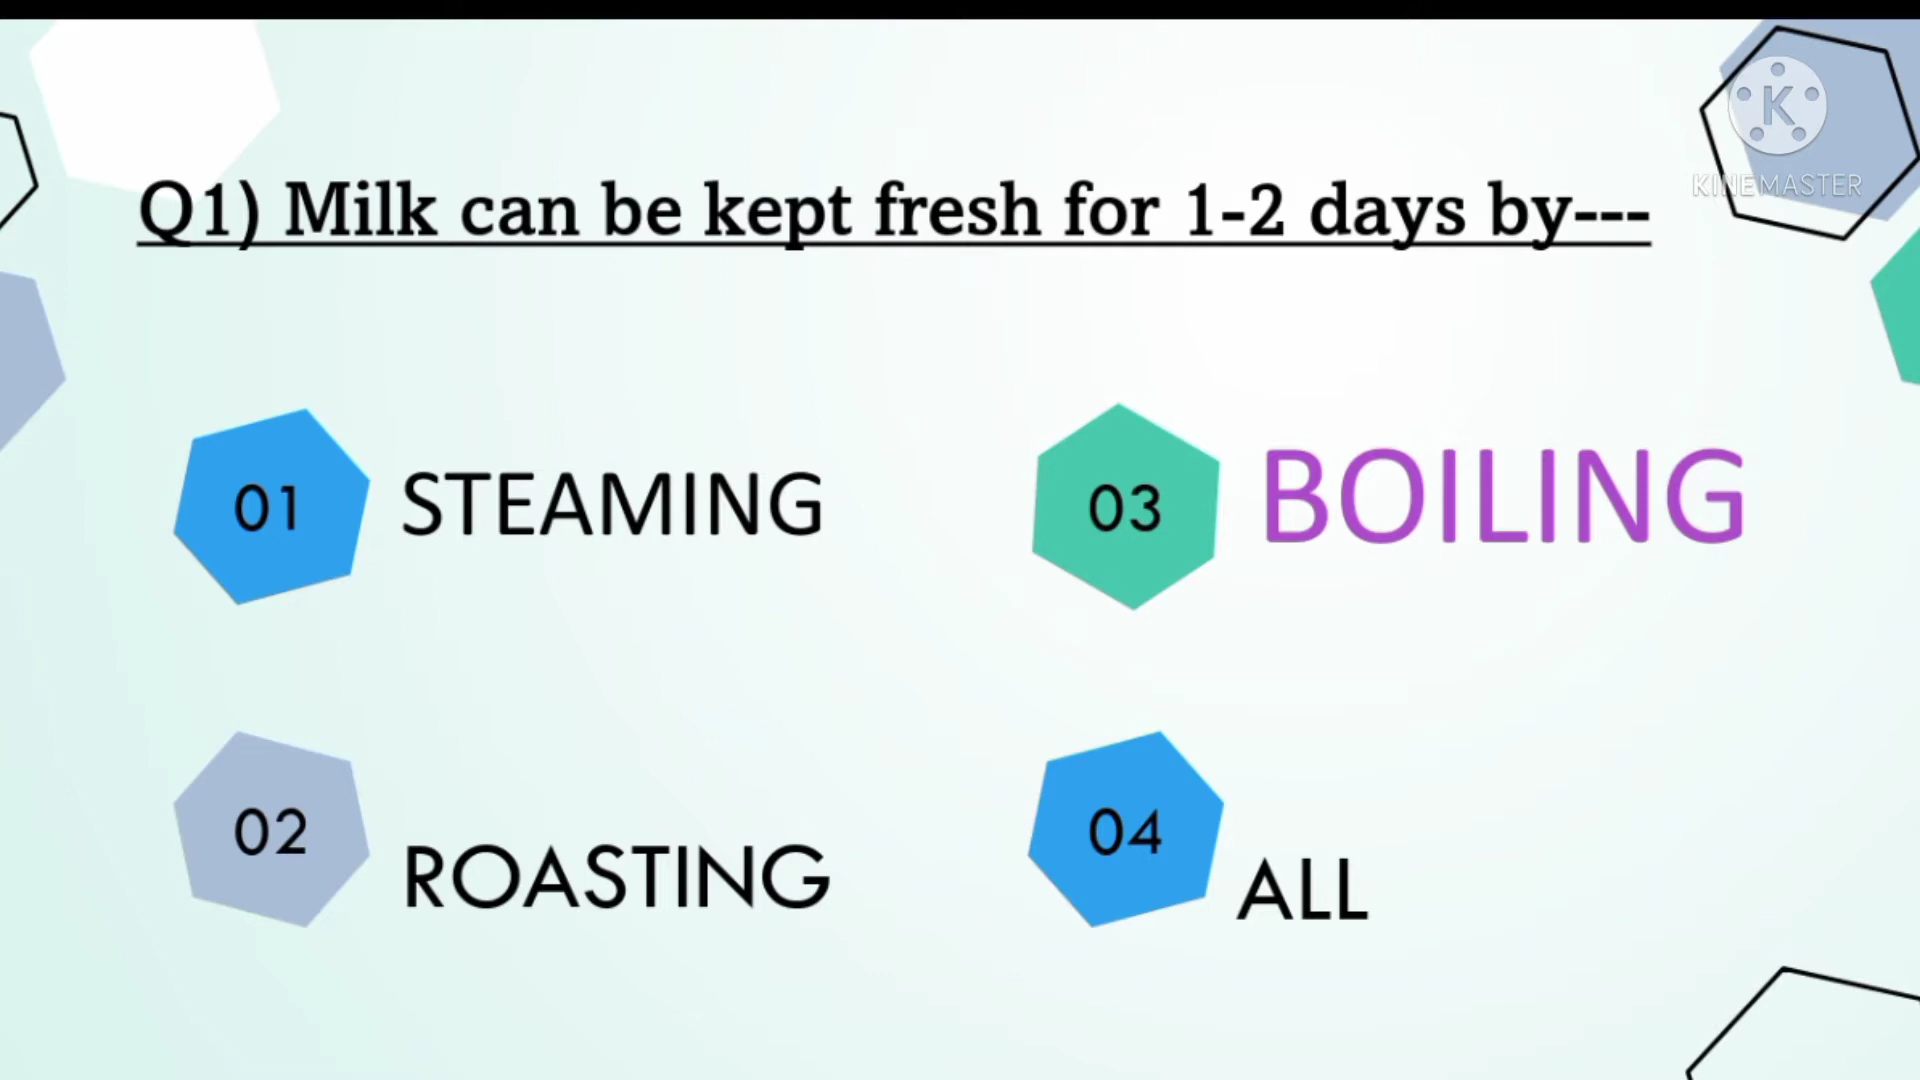 K
KINEMASTER
Q1) Milk can be kept fresh for 1-2 days by---
01 STEAMING
03 BOILING
02 ROASTING
04 ALL